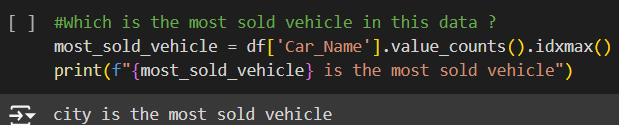 [ ] #Which is the most sold vehicle in this data ?
most_sold_vehicle = df['Car_Name'].value_counts().idxmax()
print(f"{most_sold_vehicle} is the most sold vehicle")
city is the most sold vehicle